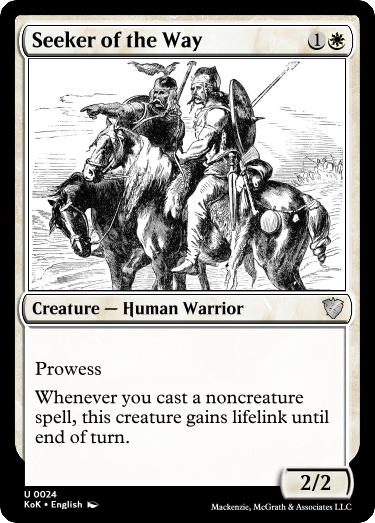 Seeker of the Way 1
Creature — Human Warrior
Prowess
Whenever you cast a noncreature
spell, this creature gains lifelink until
end of turn.
2/2
U 0024
KoK • English
Mackenzie, McGrath & Associates LLC